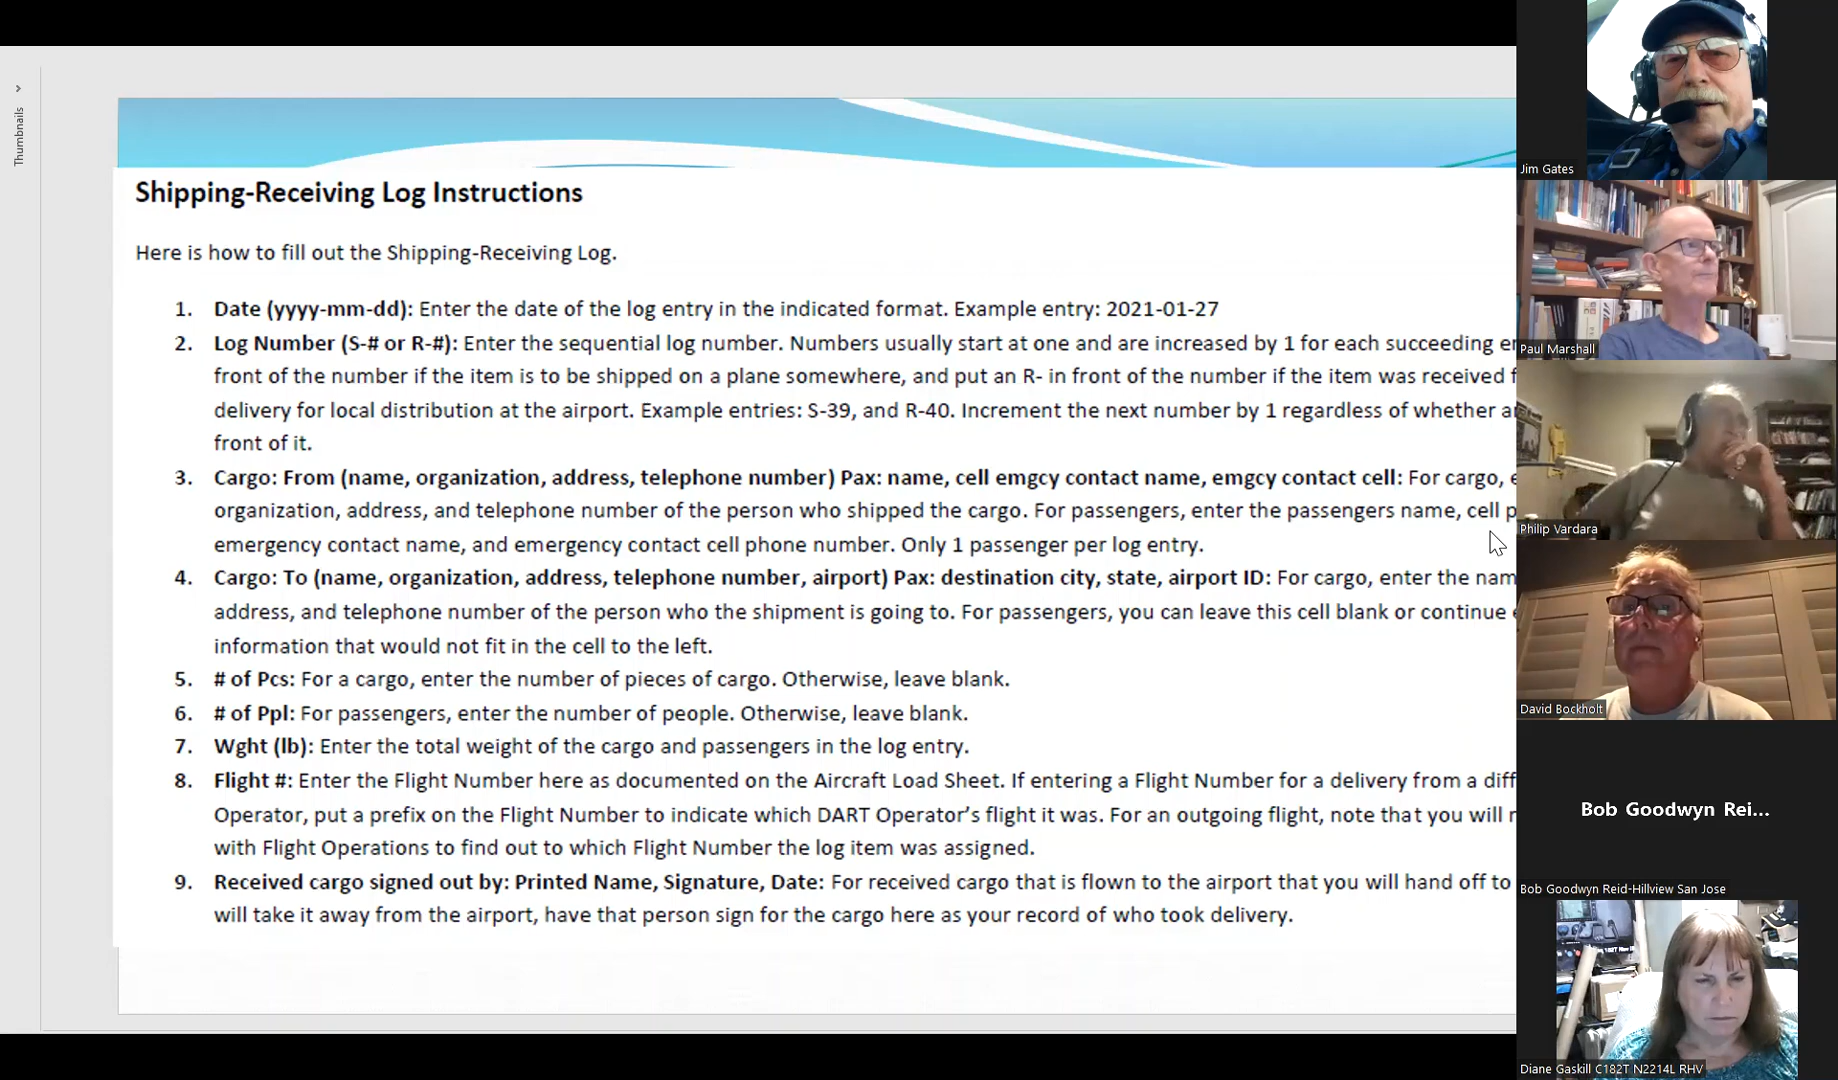 Thumbnails
Shipping-Receiving Log Instructions
Here is how to fill out the Shipping-Receiving Log.
1. Date (yyyy-mm-dd): Enter the date of the log entry in the indicated format. Example entry: 2021-01-27
2. Log Number (S-# or R-#): Enter the sequential log number. Numbers usually start at one and are increased by 1 for each succeeding
front of the number if the item is to be shipped on a plane somewhere, and put an R- in front of the number if the item was received
delivery for local distribution at the airport. Example entries: S-39, and R-40. Increment the next number by 1 regardless of whether
front of it.
3. Cargo: From (name, organization, address, telephone number) Pax: name, cell emgcy contact name, emgcy contact cell: For cargo,
organization, address, and telephone number of the person who shipped the cargo. For passengers, enter the passengers name, cell
emergency contact name, and emergency contact cell phone number. Only 1 passenger per log entry.
4. Cargo: To (name, organization, address, telephone number, airport) Pax: destination city, state, airport ID: For cargo, enter the
address, and telephone number of the person who the shipment is going to. For passengers, you can leave this cell blank or continue
information that would not fit in the cell to the left.
5. # of Pcs: For a cargo, enter the number of pieces of cargo. Otherwise, leave blank.
6. # of Ppl: For passengers, enter the number of people. Otherwise, leave blank.
7. Wght (lb): Enter the total weight of the cargo and passengers in the log entry.
8. Flight #: Enter the Flight Number here as documented on the Aircraft Load Sheet. If entering a Flight Number for a delivery from a
Operator, put a prefix on the Flight Number to indicate which DART Operator's flight it was. For an outgoing flight, note that you will
with Flight Operations to find out to which Flight Number the log item was assigned.
9. Received cargo signed out by: Printed Name, Signature, Date: For received cargo that is flown to the airport that you will hand off to
will take it away from the airport, have that person sign for the cargo here as your record of who took delivery.
Jim Gates
Paul Marshall
Philip Vardara
David Bockholt
Bob Goodwyn Rei...
Bob Goodwyn Reid-Hillview San Jose
Diane Gaskill C182T N2214L RHV